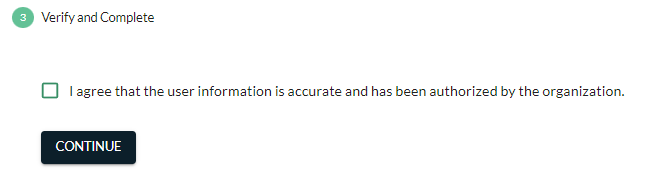 3 Verify and Complete
I agree that the user information is accurate and has been authorized by the organization.
CONTINUE